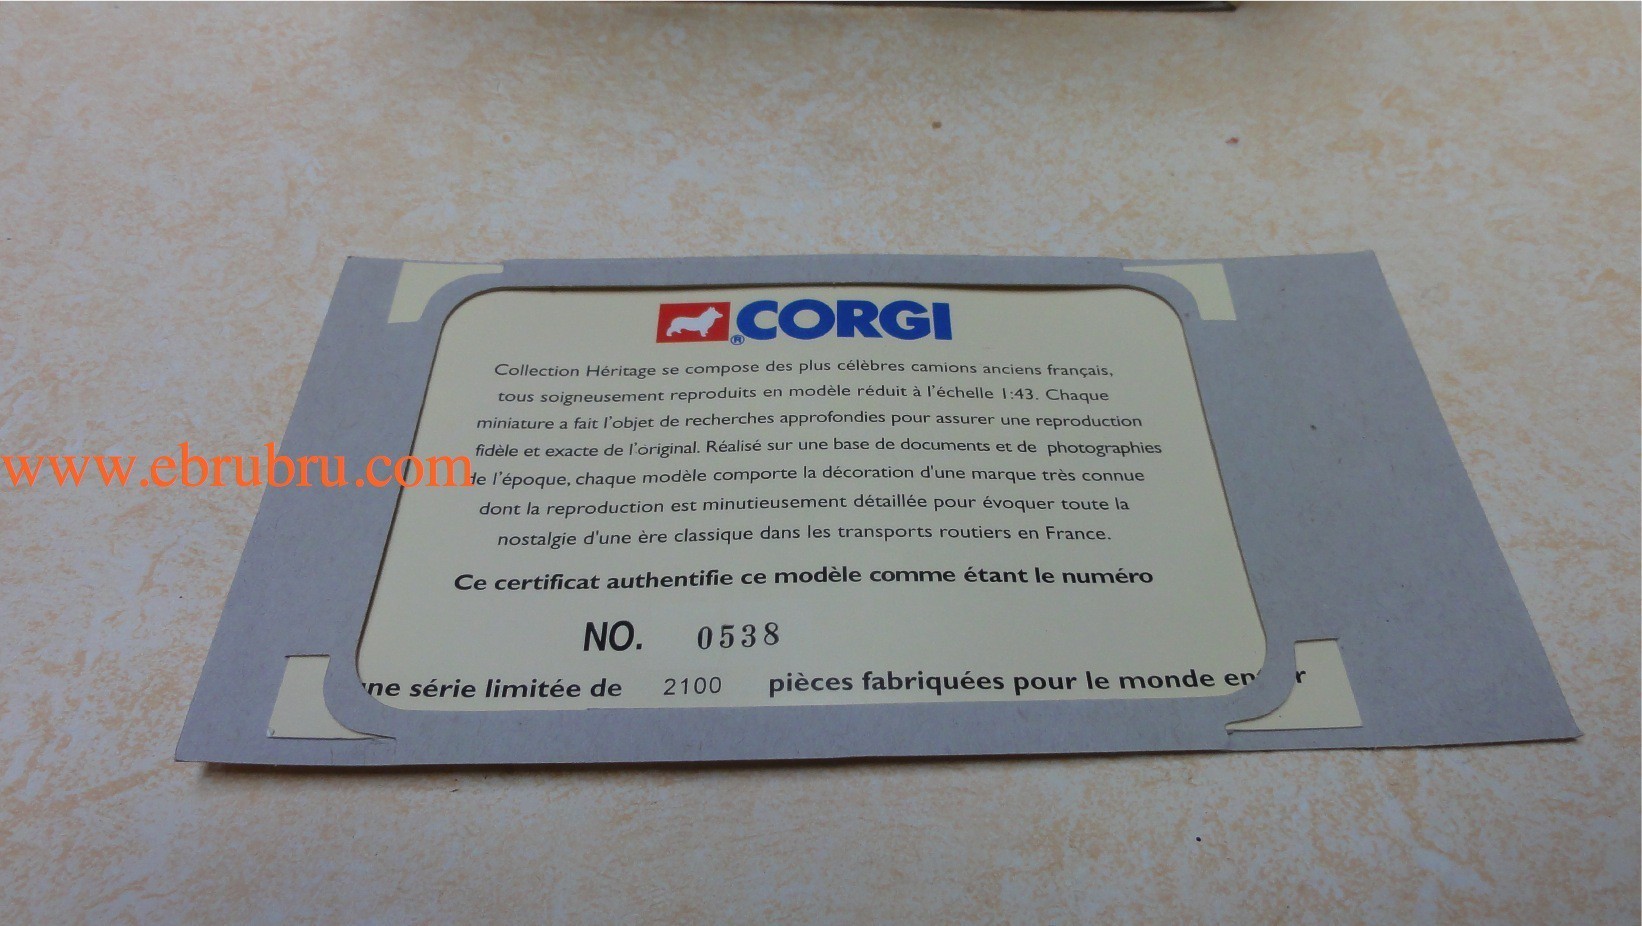 CORGI
®
Collection Héritage se compose des plus célèbres camions anciens français,
tous soigneusement reproduits en modèle réduit à l'échelle 1:43. Chaque
miniature a fait l'objet de recherches approfondies pour assurer une reproduction
fidèle et exacte de l'original. Réalisé sur une base de documents et de photographies
de l'époque, chaque modèle comporte la décoration d'une marque très connue
dont la reproduction est minutieusement détaillée pour évoquer toute la
nostalgie d'une ère classique dans les transports routiers en France.
Ce certificat authentifie ce modèle comme étant le numéro
NO. 0538
ne série limitée de 2100 pièces fabriquées pour le monde en r
www.ebrubru.com